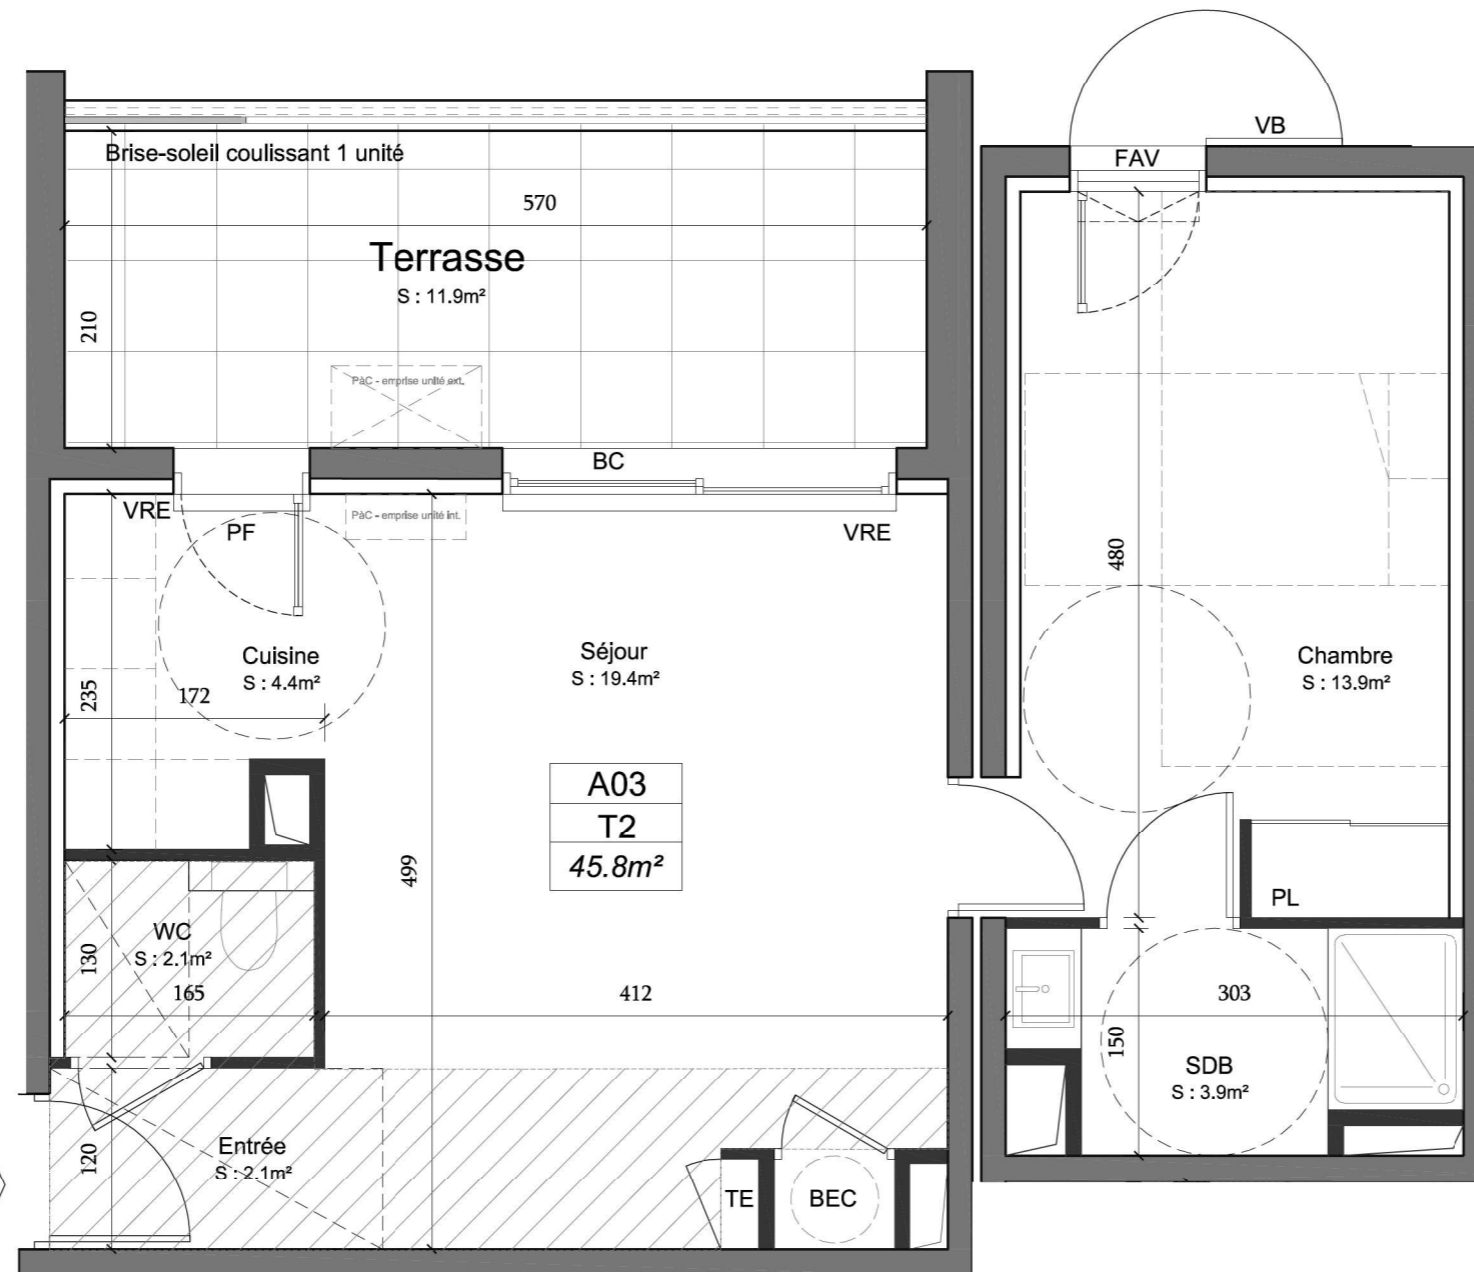 VB
FAV
Brise-soleil coulissant 1 unité
570
Terrasse
S : 11.9m²
210
PàC - emprise unité ext.
BC
VRE
PF
PàC - emprise unité int.
VRE
480
Cuisine
S : 4.4m²
Séjour
S : 19.4m²
Chambre
S : 13.9m²
235
172
A03
T2
45.8m²
499
PL
WC
S : 2.1m²
130
165
412
303
150
SDB
S : 3.9m²
Entrée
S : 2.1m²
120
TE
BEC